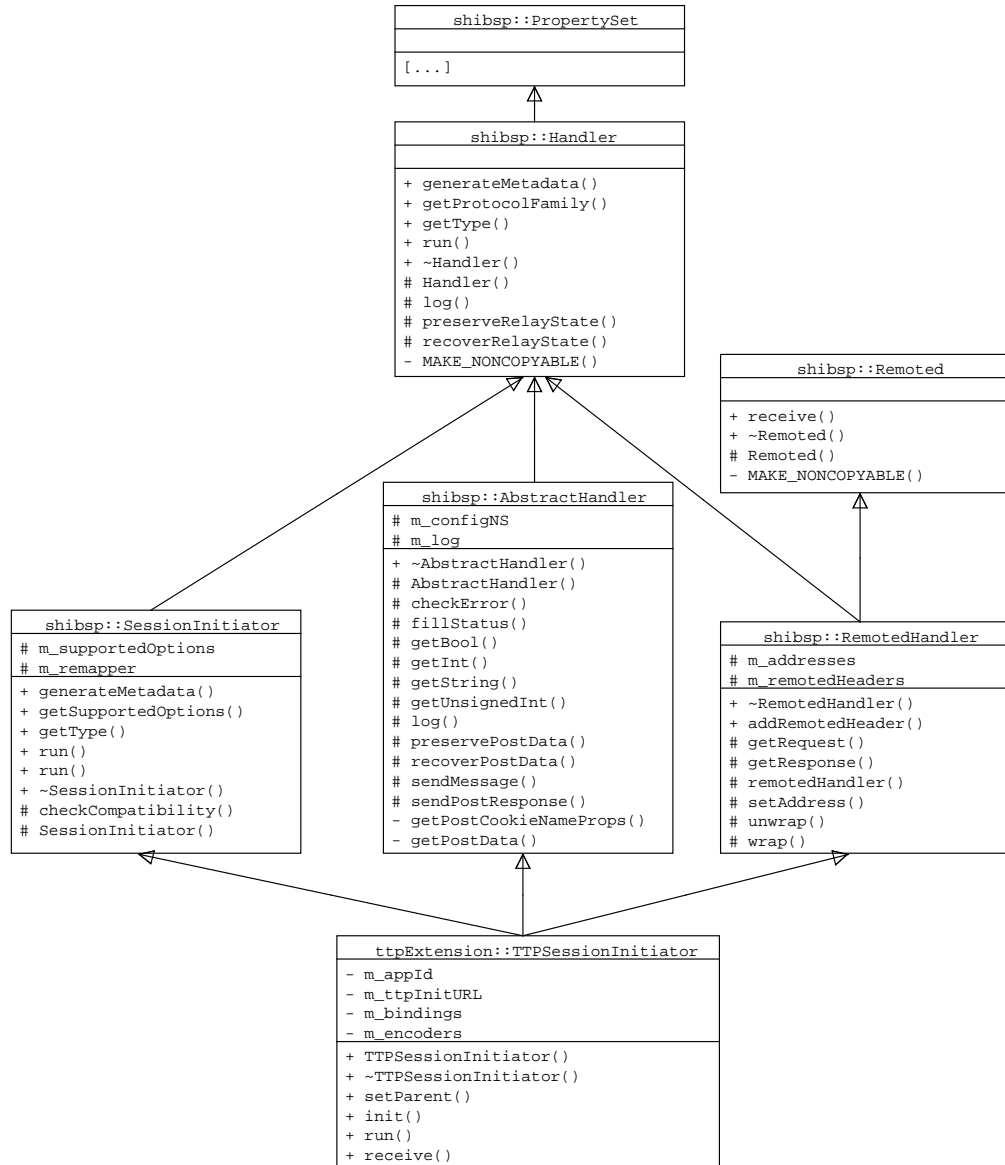 shibsp::PropertySet
[...]
shibsp::Handler
+ generateMetadata()
+ getProtocolFamily()
+ getType()
+ run()
+ ~Handler()
# Handler()
# log()
# preserveRelayState()
# recoverRelayState()
- MAKE_NONCOPYABLE()
shibsp::Remoted
+ receive()
+ ~Remoted()
# Remoted()
- MAKE_NONCOPYABLE()
shibsp::AbstractHandler
# m_configNS
# m_log
+ ~AbstractHandler()
# AbstractHandler()
# checkError()
# fillStatus()
# getBool()
# getInt()
# getString()
# getUnsignedInt()
# log()
# preservePostData()
# recoverPostData()
# sendMessage()
# sendPostResponse()
- getPostCookieNameProps()
- getPostData()
shibsp::SessionInitiator
# m_supportedOptions
# m_remapper
+ generateMetadata()
+ getSupportedOptions()
+ getType()
+ run()
+ run()
+ ~SessionInitiator()
# checkCompatibility()
# SessionInitiator()
shibsp::RemotedHandler
# m_addresses
# m_remotedHeaders
+ ~RemotedHandler()
+ addRemotedHeader()
# getRequest()
# getResponse()
# remotedHandler()
# setAddress()
# unwrap()
# wrap()
ttpExtension::TTPSessionInitiator
- m_appId
- m_ttpInitURL
- m_bindings
- m_encoders
+ TTPSessionInitiator()
+ ~TTPSessionInitiator()
+ setParent()
+ init()
+ run()
+ receive()